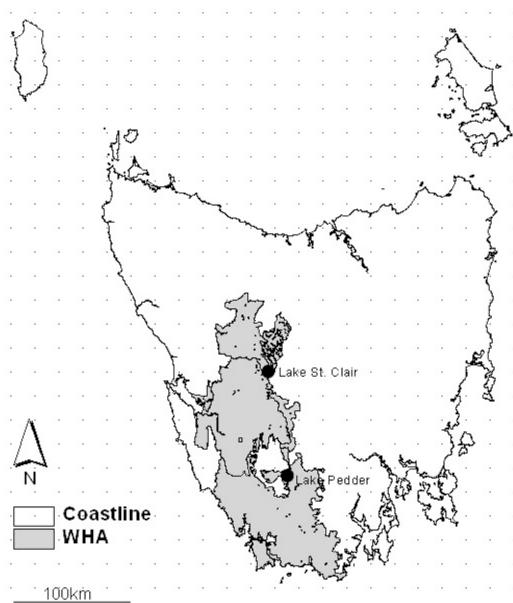 Lake St. Clair
Lake Pedder
N
Coastline
WHA
100km